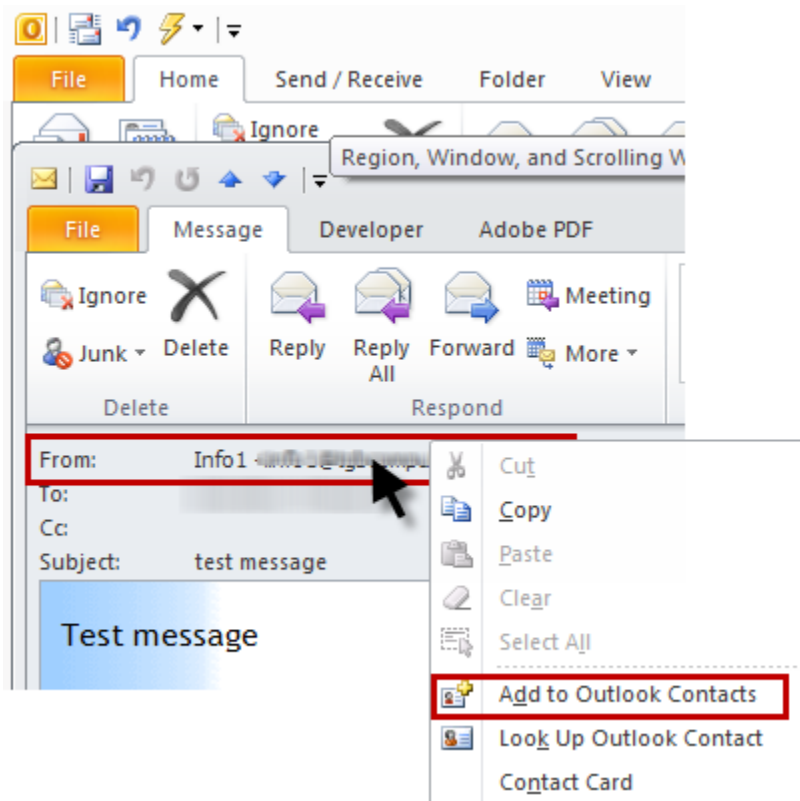 File Home Send / Receive Folder View
Ignore
Region, Window, and Scrolling W
File Message Developer Adobe PDF
Ignore Meeting
Junk Delete Reply Reply All Forward More
Delete Respond
From: Info1
To:
Cc:
Subject: test message
Test message
Cut
Copy
Paste
Clear
Select All
Add to Outlook Contacts
Look Up Outlook Contact
Contact Card